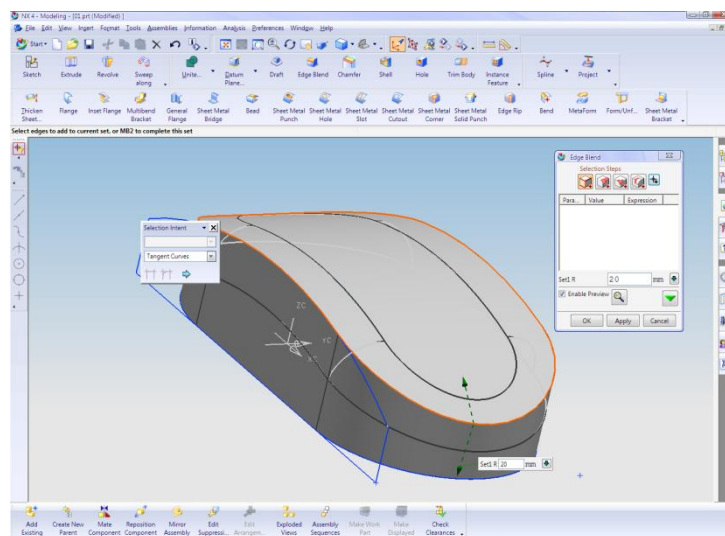 NX 4 - Modeling - [01.prt (Modified) ]
File Edit View Insert Format Tools Assemblies Information Analysis Preferences Window Help
Start
Sketch Extrude Revolve Sweep along Unite... Datum Plane... Draft Edge Blend Chamfer Shell Hole Trim Body Instance Feature Spline Project
Thicken Sheet... Flange Inset Flange Multibend Bracket General Flange Sheet Metal Bridge Bead Sheet Metal Punch Sheet Metal Hole Sheet Metal Slot Sheet Metal Cutout Sheet Metal Corner Sheet Metal Solid Punch Edge Rip Bend MetaForm Form/Unf... Sheet Metal Bracket
Select edges to add to current set, or MB2 to complete this set
Edge Blend
Selection Steps
Para... Value Expression
Set1 R 20 mm
Enable Preview
OK Apply Cancel
Selection Intent
Tangent Curves
ZC
YC
Set1 R 20 mm
Add Existing Create New Parent Mate Component Reposition Component Mirror Assembly Edit Suppressi... Edit Arrangem... Exploded Views Assembly Sequences Make Work Part Make Displayed Check Clearances